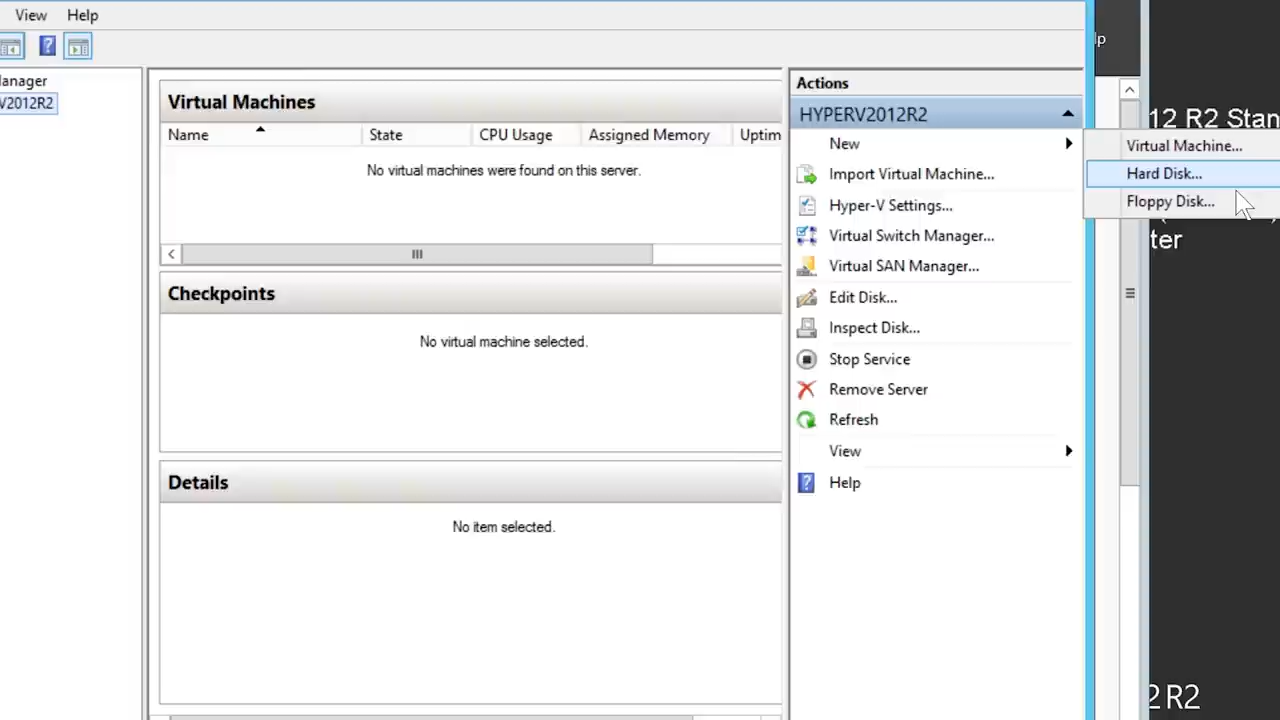 View Help
anager
V2012R2
Virtual Machines
Name State CPU Usage Assigned Memory Uptim
No virtual machines were found on this server.
Checkpoints
No virtual machine selected.
Details
No item selected.
Actions
HYPERV2012R2
New
Import Virtual Machine...
Hyper-V Settings...
Virtual Switch Manager...
Virtual SAN Manager...
Edit Disk...
Inspect Disk...
Stop Service
Remove Server
Refresh
View
Help
Virtual Machine...
Hard Disk...
Floppy Disk...
lp
12 R2 Stan
ter
2 R2